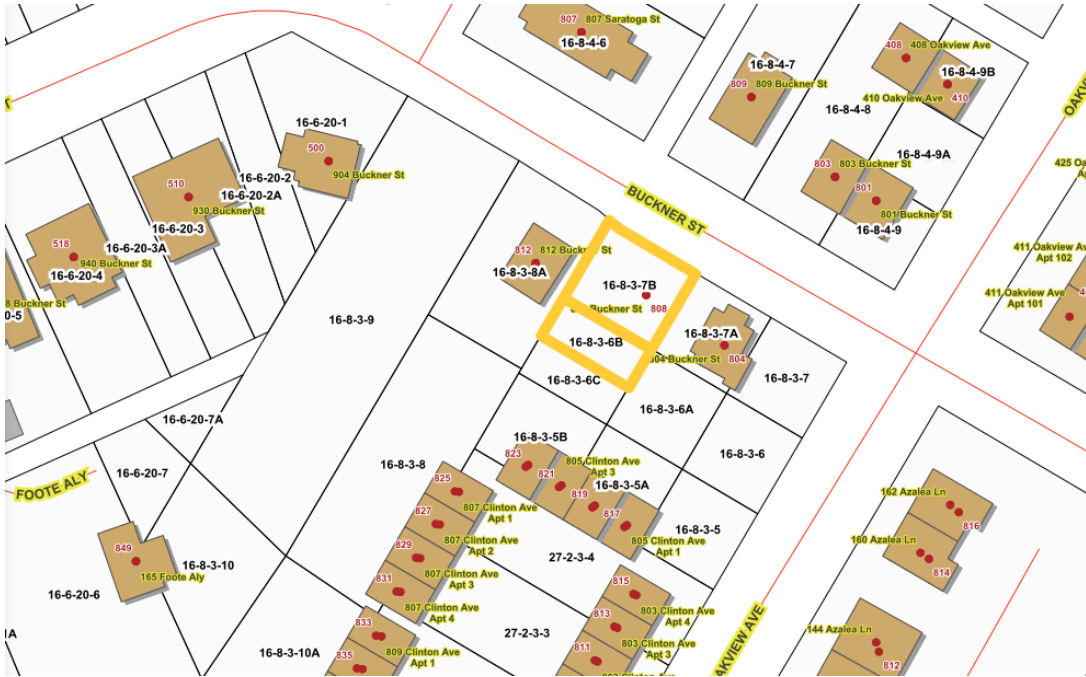 807
807 Saratoga St
16-8-4-6
408
408 Oakview Ave
16-8-4-9B
410 Oakview Ave
410
16-8-4-7
809
809 Buckner St
16-8-4-8
16-8-4-9A
803
803 Buckner St
801
801 Buckner St
16-8-4-9
425 Oa
411 Oakview Ave
Apt 102
411 Oakview Ave
Apt 101
BUCKNER ST
16-6-20-1
500
904 Buckner St
16-6-20-2
16-6-20-2A
510
930 Buckner St
16-6-20-3
16-6-20-3A
518
940 Buckner St
16-6-20-4
8 Buckner St
0-5
812
812 Buckner St
16-8-3-8A
16-8-3-7B
808
Buckner St
16-8-3-6B
16-8-3-7A
804
804 Buckner St
16-8-3-7
16-8-3-9
16-8-3-6C
16-8-3-6A
16-8-3-6
16-6-20-7A
16-6-20-7
FOOTE ALY
849
165 Foote Aly
16-8-3-10
16-6-20-6
1A
16-8-3-8
16-8-3-5B
823
821
805 Clinton Ave
Apt 3
819
16-8-3-5A
817
805 Clinton Ave
Apt 1
16-8-3-5
825
807 Clinton Ave
Apt 1
827
807 Clinton Ave
Apt 2
829
807 Clinton Ave
Apt 3
831
807 Clinton Ave
Apt 4
833
809 Clinton Ave
Apt 1
835
16-8-3-10A
27-2-3-4
27-2-3-3
815
803 Clinton Ave
Apt 4
813
803 Clinton Ave
Apt 3
811
162 Azalea Ln
816
160 Azalea Ln
814
144 Azalea Ln
812